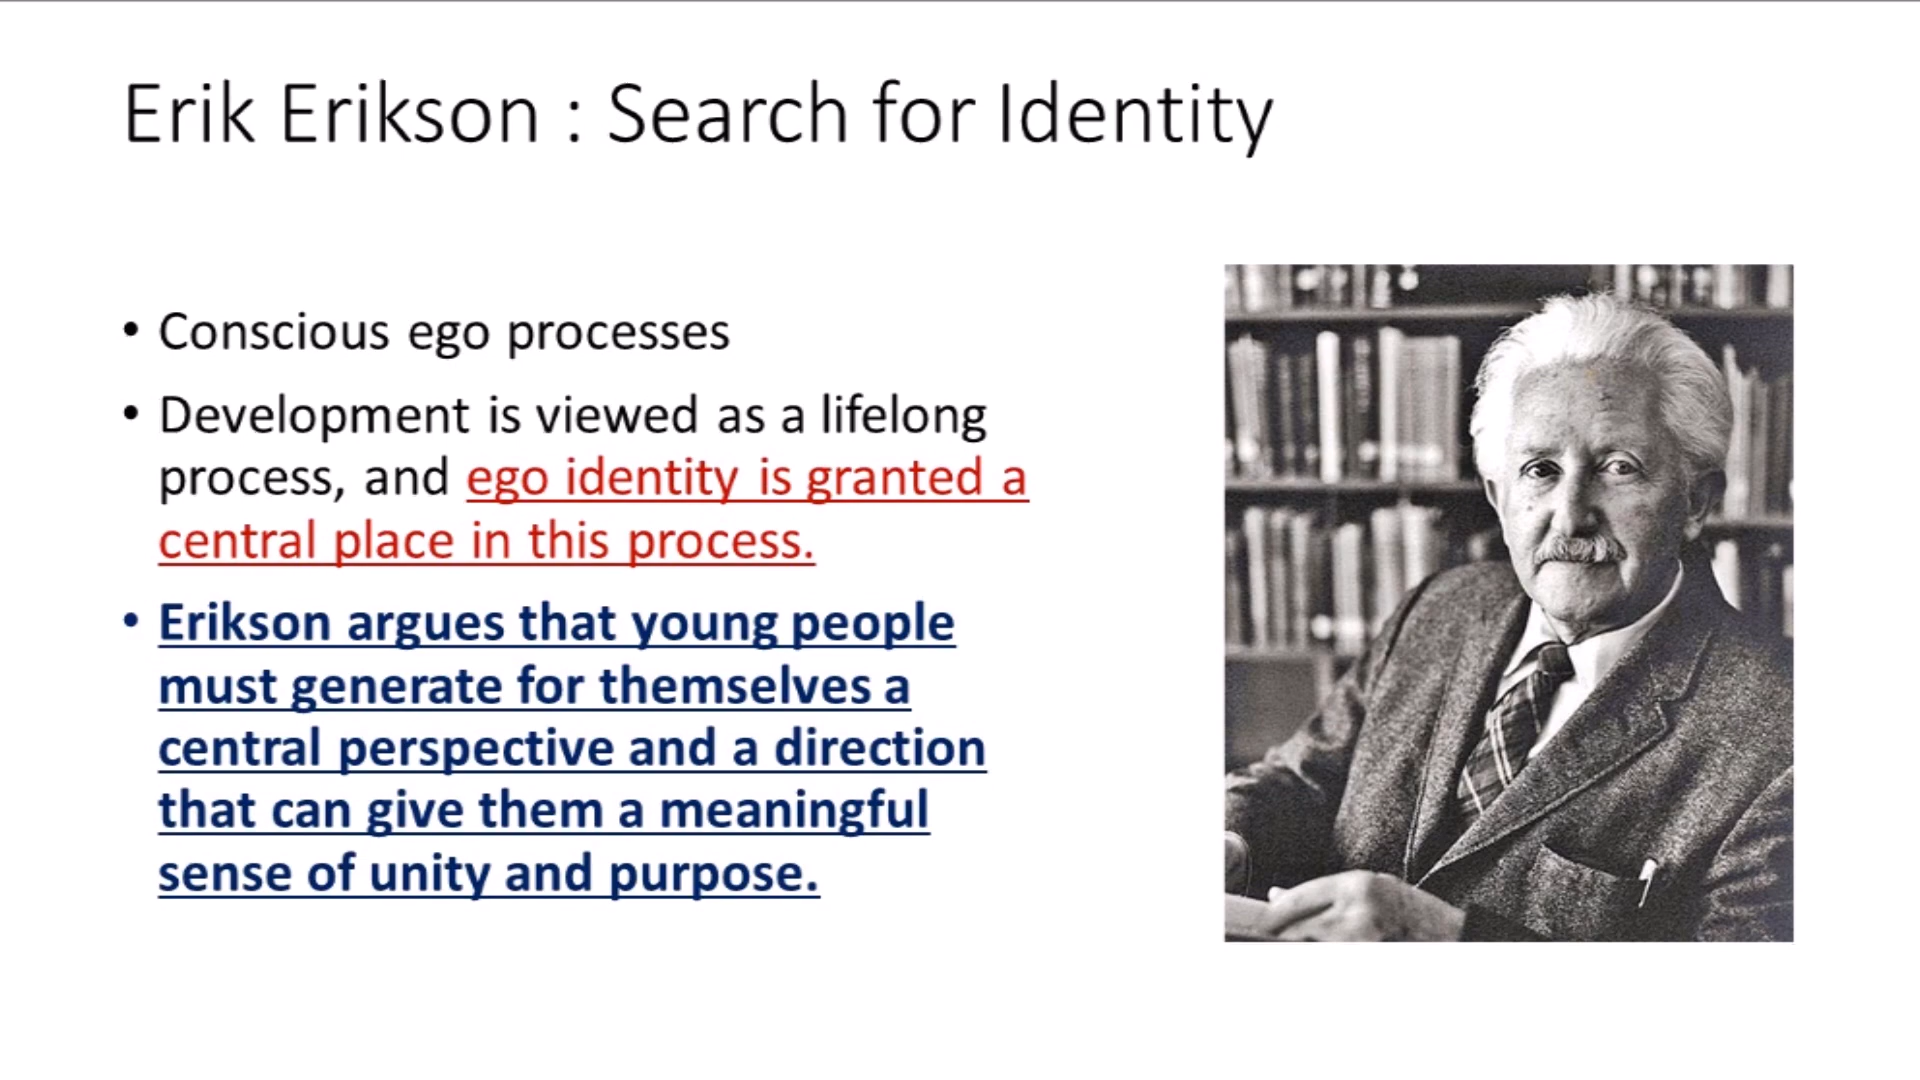 Erik Erikson : Search for Identity
• Conscious ego processes
• Development is viewed as a lifelong
process, and ego identity is granted a
central place in this process.
• Erikson argues that young people
must generate for themselves a
central perspective and a direction
that can give them a meaningful
sense of unity and purpose.